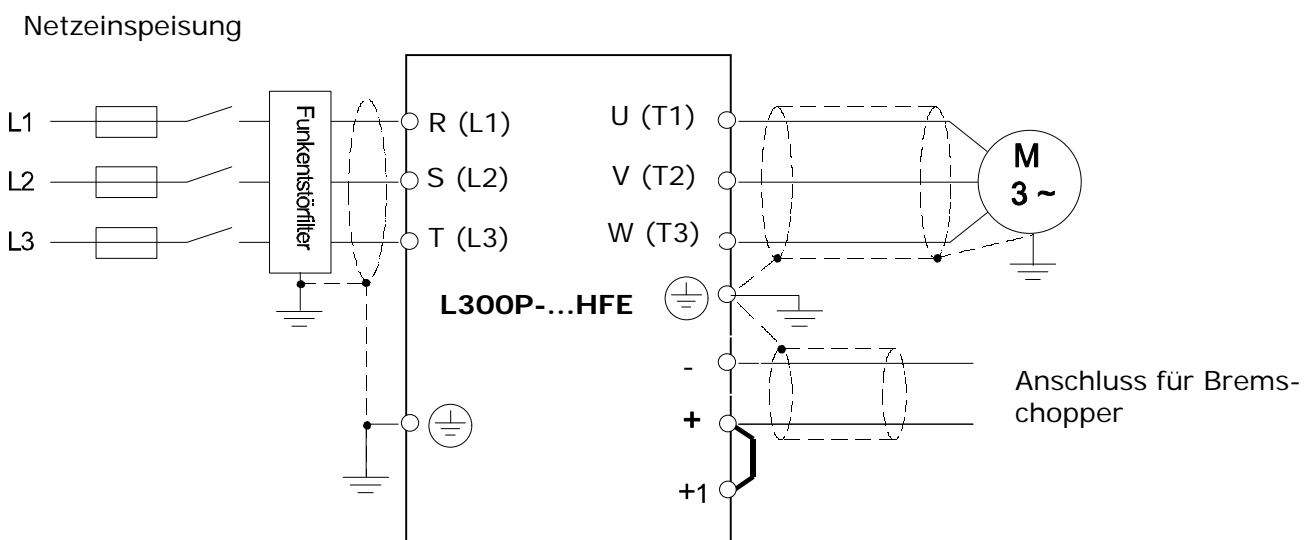 Netzeinspeisung
L1
L2
L3
Funkentstörfilter
R (L1)
S (L2)
T (L3)
U (T1)
V (T2)
W (T3)
M
3 ~
L300P-...HFE
-
+
+1
Anschluss für Brems-
chopper